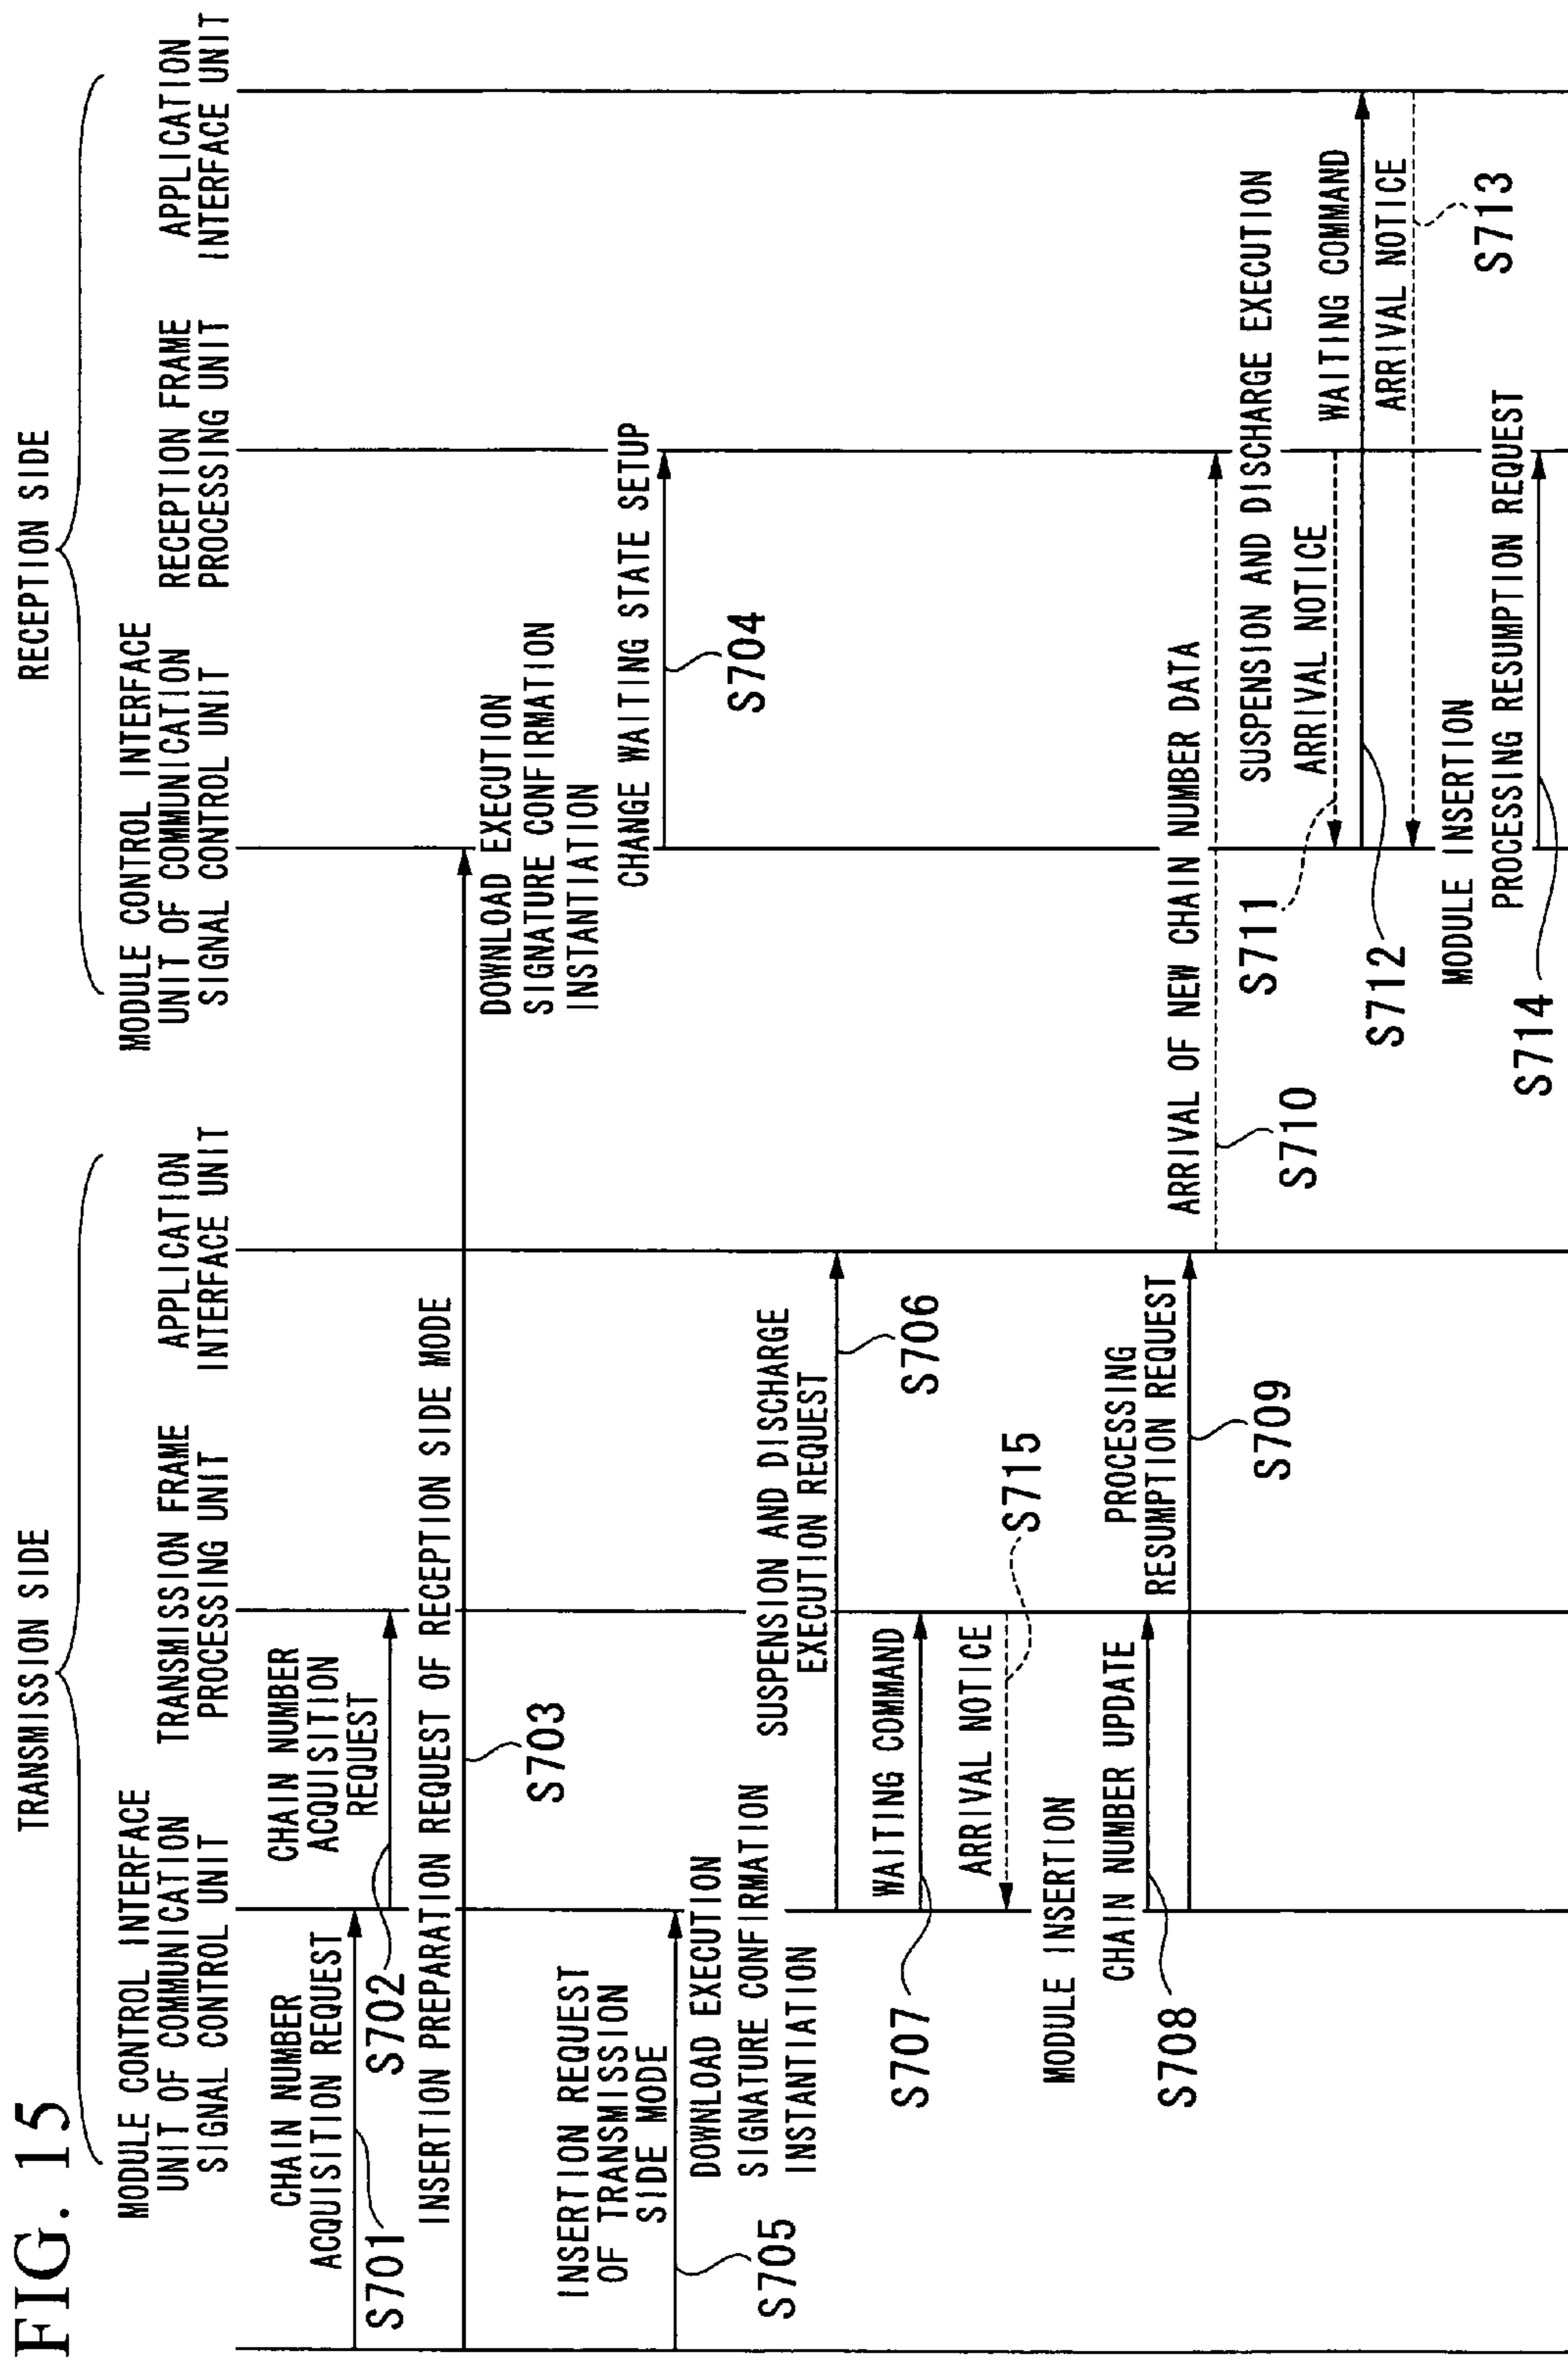 FIG. 15
TRANSMISSION SIDE
RECEPTION SIDE
MODULE CONTROL INTERFACE
UNIT OF COMMUNICATION
SIGNAL CONTROL UNIT
TRANSMISSION FRAME
PROCESSING UNIT
APPLICATION
INTERFACE UNIT
MODULE CONTROL INTERFACE
UNIT OF COMMUNICATION
SIGNAL CONTROL UNIT
RECEPTION FRAME
PROCESSING UNIT
APPLICATION
INTERFACE UNIT
CHAIN NUMBER
ACQUISITION REQUEST
S701
CHAIN NUMBER
ACQUISITION
REQUEST
S702
INSERTION PREPARATION REQUEST OF RECEPTION SIDE MODE
S703
DOWNLOAD EXECUTION
SIGNATURE CONFIRMATION
INSTANTIATION
CHANGE WAITING STATE SETUP
S704
INSERTION REQUEST
OF TRANSMISSION
SIDE MODE
S705
DOWNLOAD EXECUTION
SIGNATURE CONFIRMATION
INSTANTIATION
SUSPENSION AND DISCHARGE
EXECUTION REQUEST
S706
WAITING COMMAND
S707
ARRIVAL NOTICE
S715
MODULE INSERTION
CHAIN NUMBER UPDATE
S708
PROCESSING
RESUMPTION REQUEST
S709
ARRIVAL OF NEW CHAIN NUMBER DATA
S710
SUSPENSION AND DISCHARGE EXECUTION
ARRIVAL NOTICE
S711
WAITING COMMAND
S712
ARRIVAL NOTICE
S713
MODULE INSERTION
PROCESSING RESUMPTION REQUEST
S714